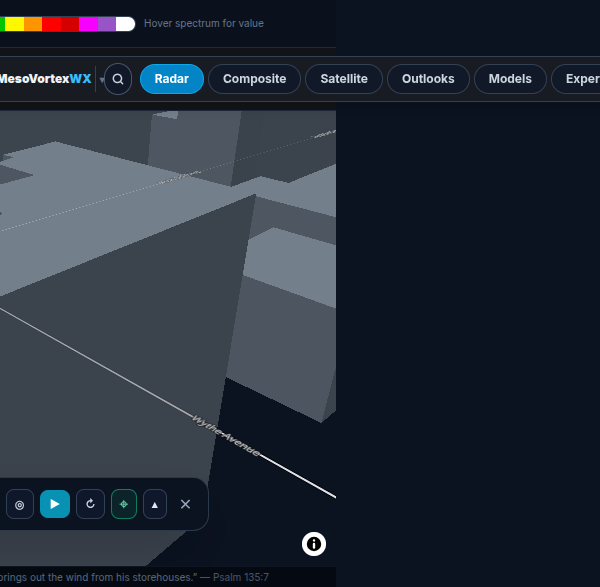 Hover spectrum for value
MesoVortexWX
Radar
Composite
Satellite
Outlooks
Models
Exper
Wythe Avenue
orings out the wind from his storehouses.” — Psalm 135:7